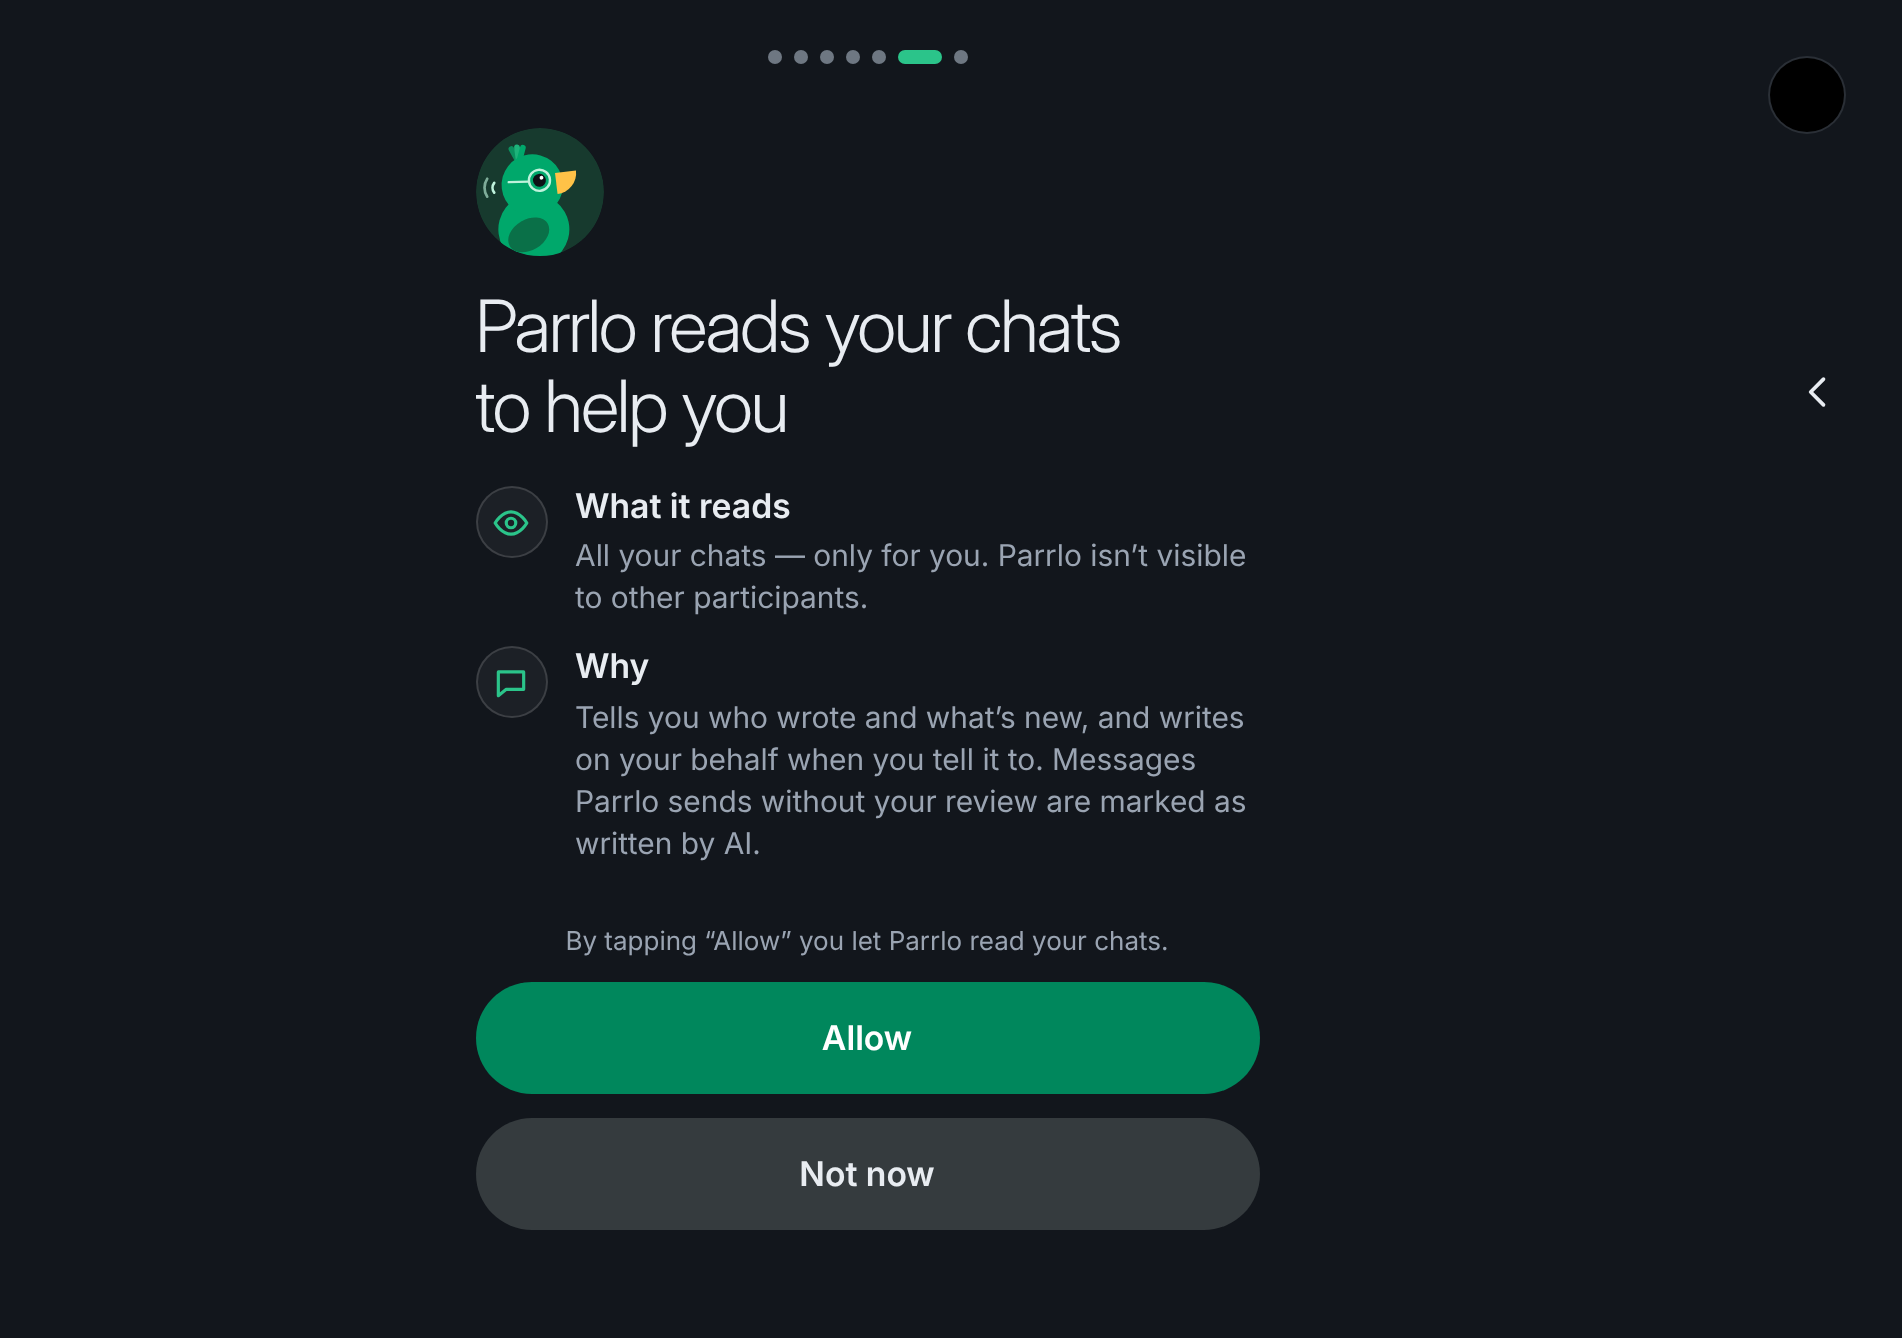 Parrlo reads your chats
to help you
What it reads
All your chats — only for you. Parrlo isn’t visible
to other participants.
Why
Tells you who wrote and what’s new, and writes
on your behalf when you tell it to. Messages
Parrlo sends without your review are marked as
written by AI.
By tapping “Allow” you let Parrlo read your chats.
Allow
Not now